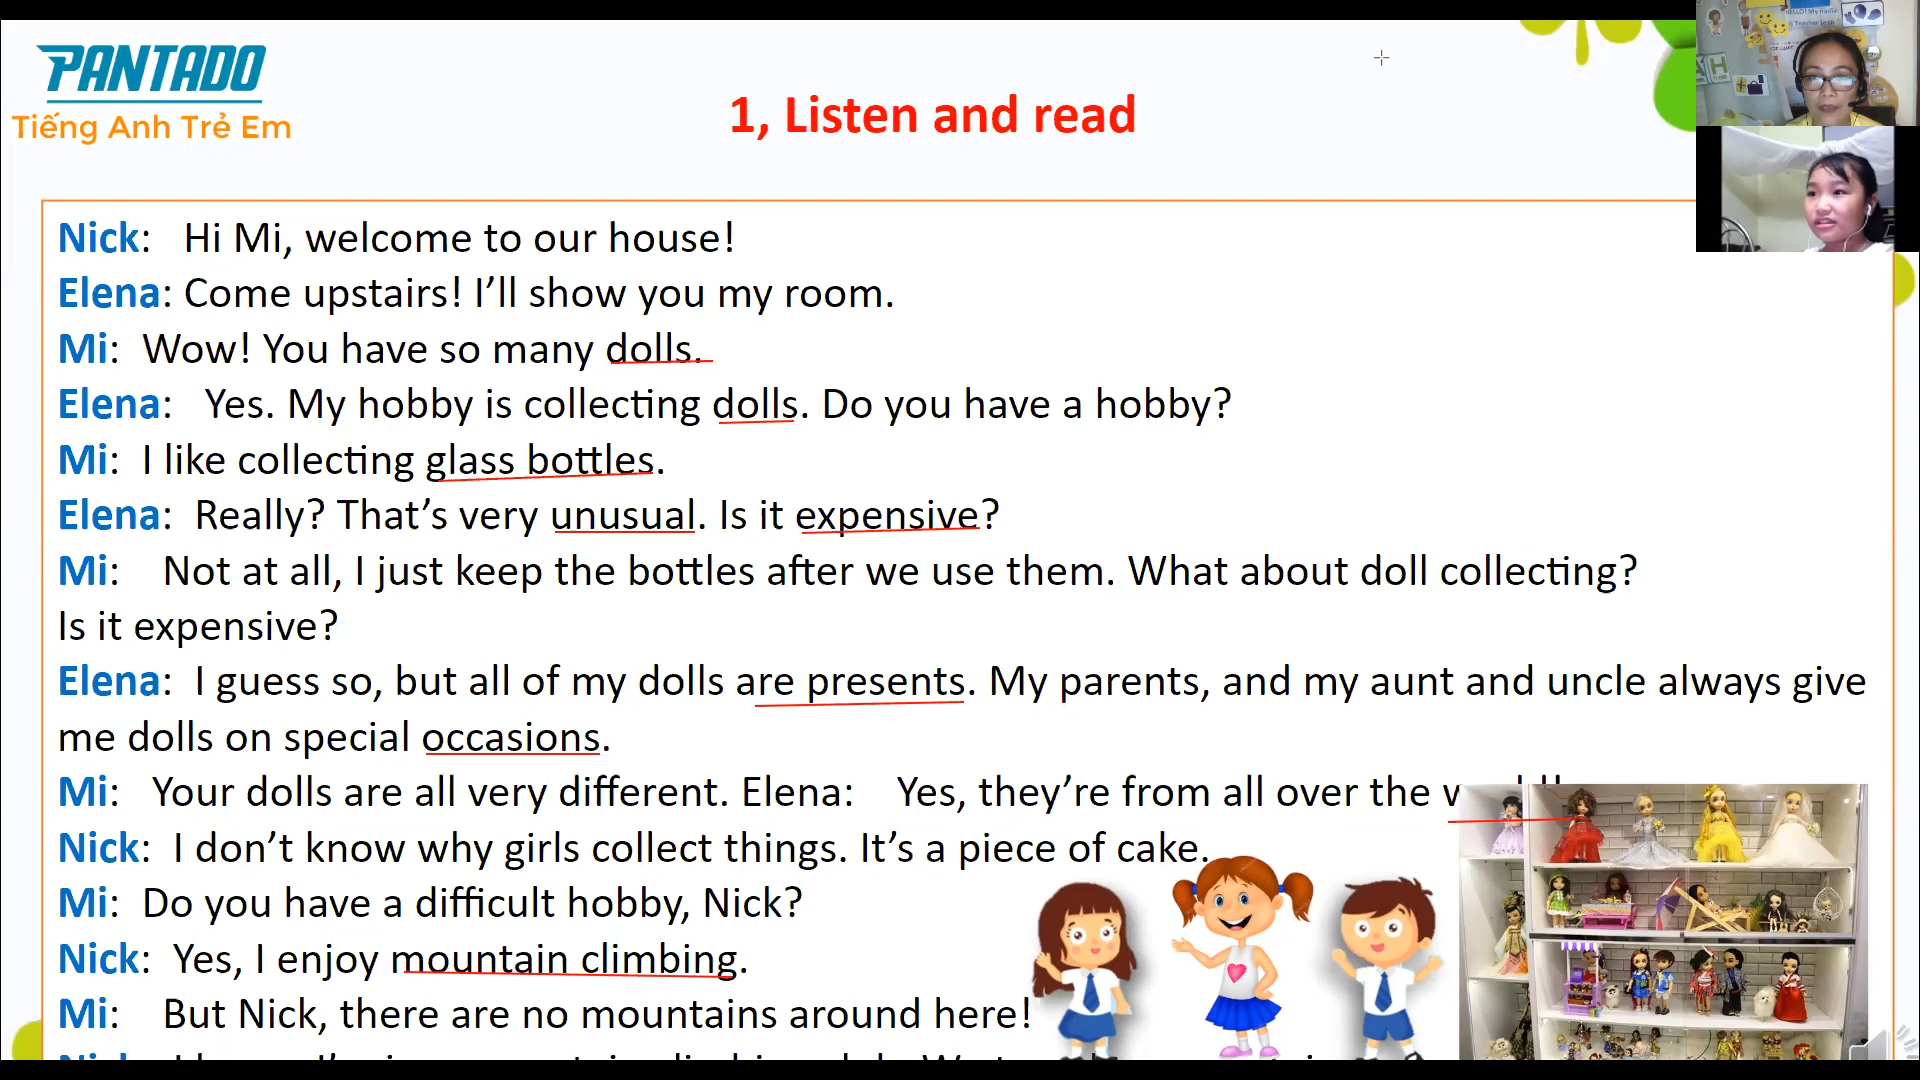 PANTADO
Tiếng Anh Trẻ Em
HELLO! My name
is Teacher Leah
1, Listen and read
Nick: Hi Mi, welcome to our house!
Elena: Come upstairs! I’ll show you my room.
Mi: Wow! You have so many dolls.
Elena: Yes. My hobby is collecting dolls. Do you have a hobby?
Mi: I like collecting glass bottles.
Elena: Really? That’s very unusual. Is it expensive?
Mi: Not at all, I just keep the bottles after we use them. What about doll collecting?
Is it expensive?
Elena: I guess so, but all of my dolls are presents. My parents, and my aunt and uncle always give
me dolls on special occasions.
Mi: Your dolls are all very different. Elena: Yes, they’re from all over the
Nick: I don’t know why girls collect things. It’s a piece of cake.
Mi: Do you have a difficult hobby, Nick?
Nick: Yes, I enjoy mountain climbing.
Mi: But Nick, there are no mountains around here!